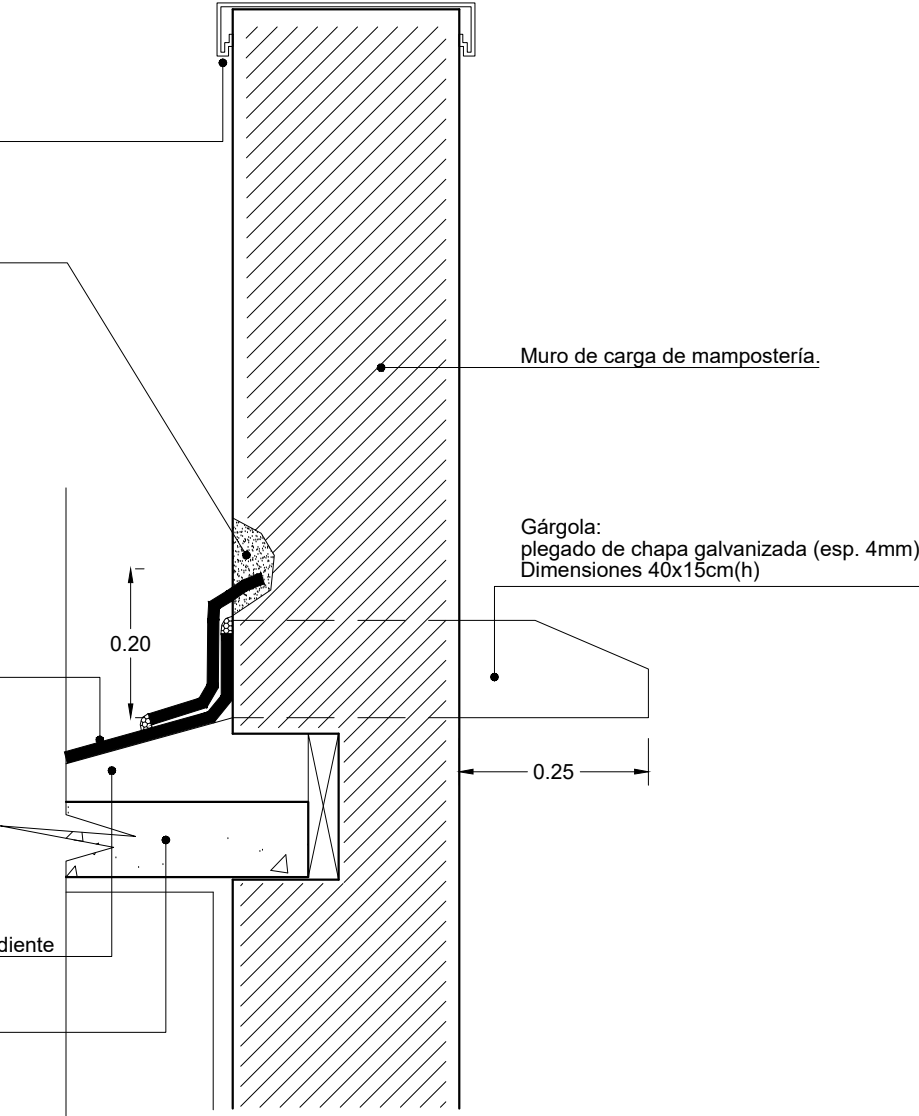 Muro de carga de mampostería.
Gárgola:
plegado de chapa galvanizada (esp. 4mm)
Dimensiones 40x15cm(h)
0.20
0.25
diente